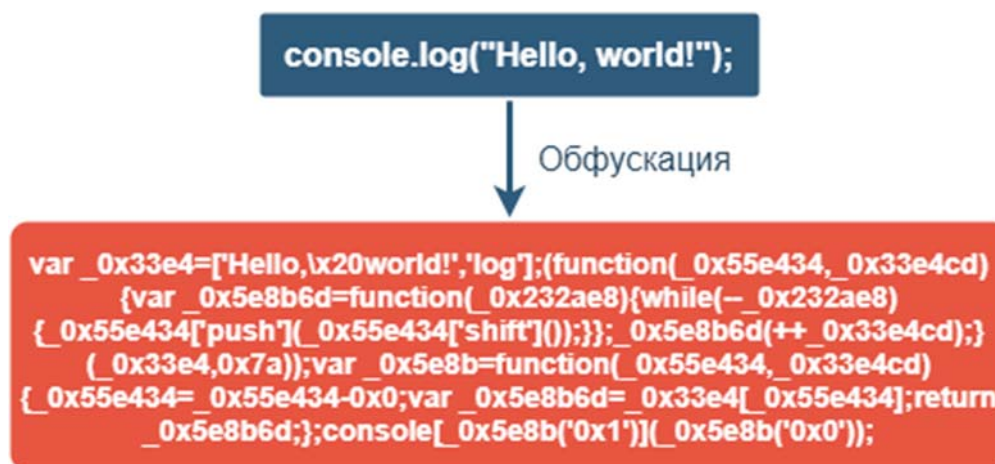 console.log("Hello, world!");
Обфускация
var _0x33e4=['Hello,\x20world!','log'];(function(_0x55e434,_0x33e4cd)
{var _0x5e8b6d=function(_0x232ae8){while(--_0x232ae8)
{_0x55e434['push'](_0x55e434['shift']());}};_0x5e8b6d(++_0x33e4cd);}
(_0x33e4,0x7a));var _0x5e8b=function(_0x55e434,_0x33e4cd)
{_0x55e434=_0x55e434-0x0;var _0x5e8b6d=_0x33e4[_0x55e434];return
_0x5e8b6d;};console[_0x5e8b('0x1')](_0x5e8b('0x0'));